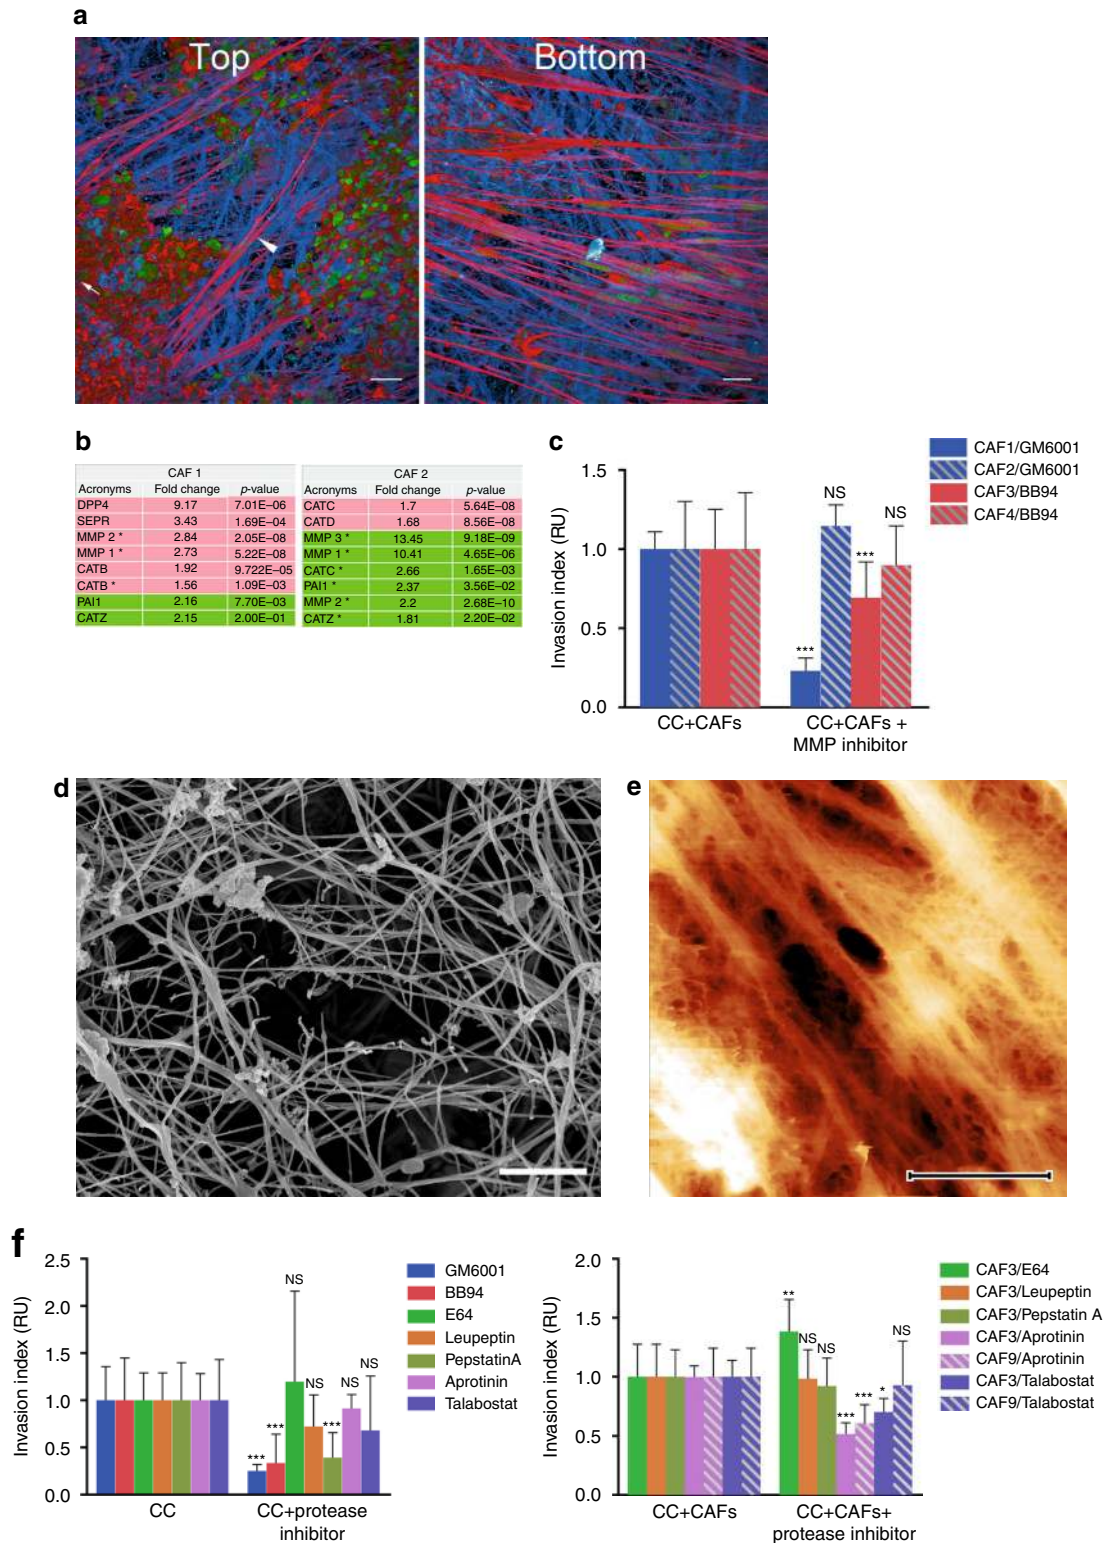 a
Top
Bottom
b
CAF 1
Acronyms Fold change p-value
DPP4 9.17 7.01E–06
SEPR 3.43 1.69E–04
MMP 2 * 2.84 2.05E–08
MMP 1 * 2.73 5.22E–08
CATB 1.92 9.722E–05
CATB * 1.56 1.09E–03
PAI1 2.16 7.70E–03
CATZ 2.15 2.00E–01
CAF 2
Acronyms Fold change p-value
CATC 1.7 5.64E–08
CATD 1.68 8.56E–08
MMP 3 * 13.45 9.18E–09
MMP 1 * 10.41 4.65E–06
CATC * 2.66 1.65E–03
PAI1 * 2.37 3.56E–02
MMP 2 * 2.2 2.68E–10
CATZ * 1.81 2.20E–02
c
Invasion index (RU)
1.5
1.0
0.5
0.0
***
NS
***
NS
CC+CAFs
CC+CAFs +
MMP inhibitor
CAF1/GM6001
CAF2/GM6001
CAF3/BB94
CAF4/BB94
d
e
f
Invasion index (RU)
2.5
2.0
1.5
1.0
0.5
0.0
***
***
NS
NS
***
NS
NS
CC
CC+protease
inhibitor
GM6001
BB94
E64
Leupeptin
PepstatinA
Aprotinin
Talabostat
Invasion index (RU)
2.0
1.5
1.0
0.5
0.0
**
NS
NS
***
***
*
NS
CC+CAFs
CC+CAFs+
protease inhibitor
CAF3/E64
CAF3/Leupeptin
CAF3/Pepstatin A
CAF3/Aprotinin
CAF9/Aprotinin
CAF3/Talabostat
CAF9/Talabostat